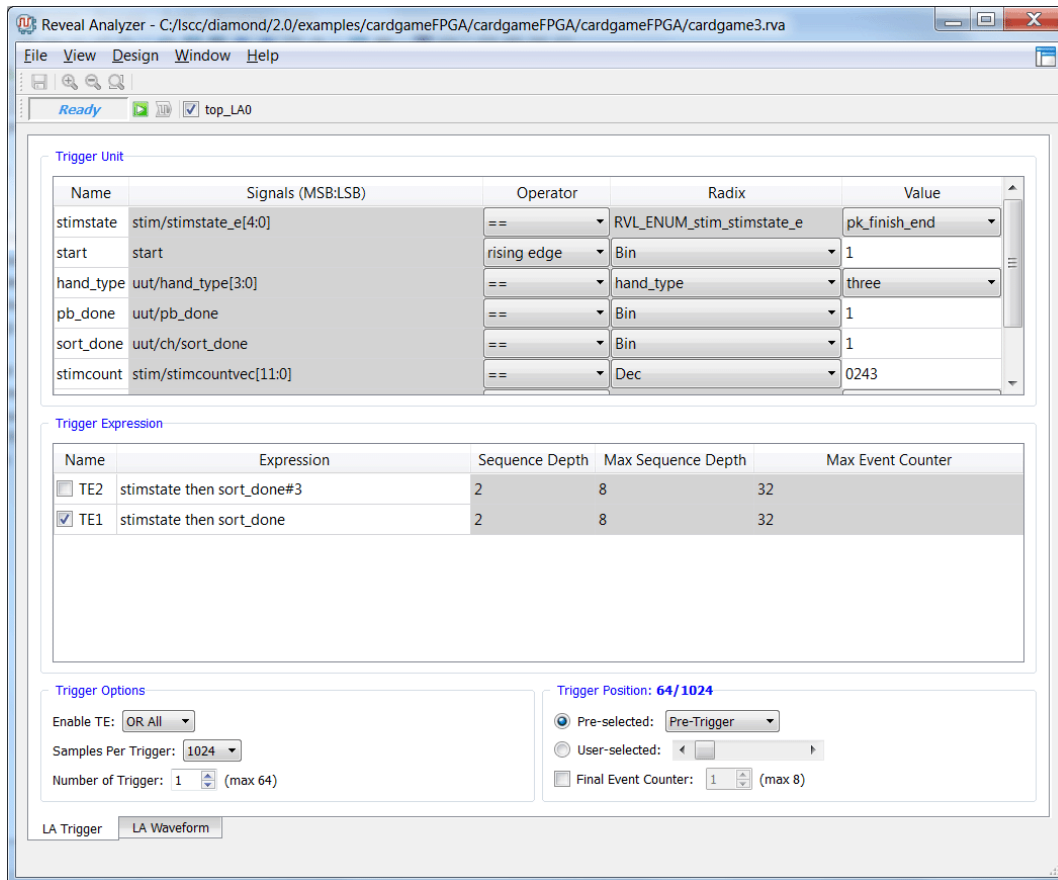 Reveal Analyzer - C:/lscc/diamond/2.0/examples/cardgameFPGA/cardgameFPGA/cardgameFPGA/cardgame3.rva
File View Design Window Help
Ready top_LA0
Trigger Unit
Name Signals (MSB:LSB) Operator Radix Value
stimstate stim/stimstate_e[4:0] == RVL_ENUM_stim_stimstate_e pk_finish_end
start start rising edge Bin 1
hand_type uut/hand_type[3:0] == hand_type three
pb_done uut/pb_done == Bin 1
sort_done uut/ch/sort_done == Bin 1
stimcount stim/stimcountvec[11:0] == Dec 0243
Trigger Expression
Name Expression Sequence Depth Max Sequence Depth Max Event Counter
TE2 stimstate then sort_done#3 2 8 32
TE1 stimstate then sort_done 2 8 32
Trigger Options
Enable TE: OR All
Samples Per Trigger: 1024
Number of Trigger: 1 (max 64)
Trigger Position: 64/1024
Pre-selected: Pre-Trigger
User-selected:
Final Event Counter: 1 (max 8)
LA Trigger LA Waveform